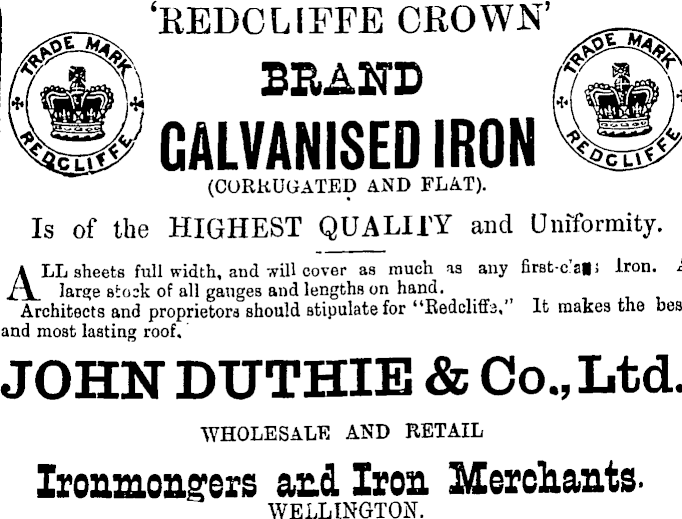 'REDCLIFFE CROWN'
TRADE MARK
REDCLIFFE
TRADE MARK
REDCLIFFE
BRAND
GALVANISED IRON
(CORRUGATED AND FLAT).
Is of the HIGHEST QUALITY and Uniformity.
ALL sheets full width, and will cover as much as any first-class Iron. A
large stock of all gauges and lengths on hand.
Architects and proprietors should stipulate for "Redcliffe." It makes the bes
and most lasting roof.
JOHN DUTHIE & Co., Ltd.
WHOLESALE AND RETAIL
Ironmongers and Iron Merchants.
WELLINGTON.